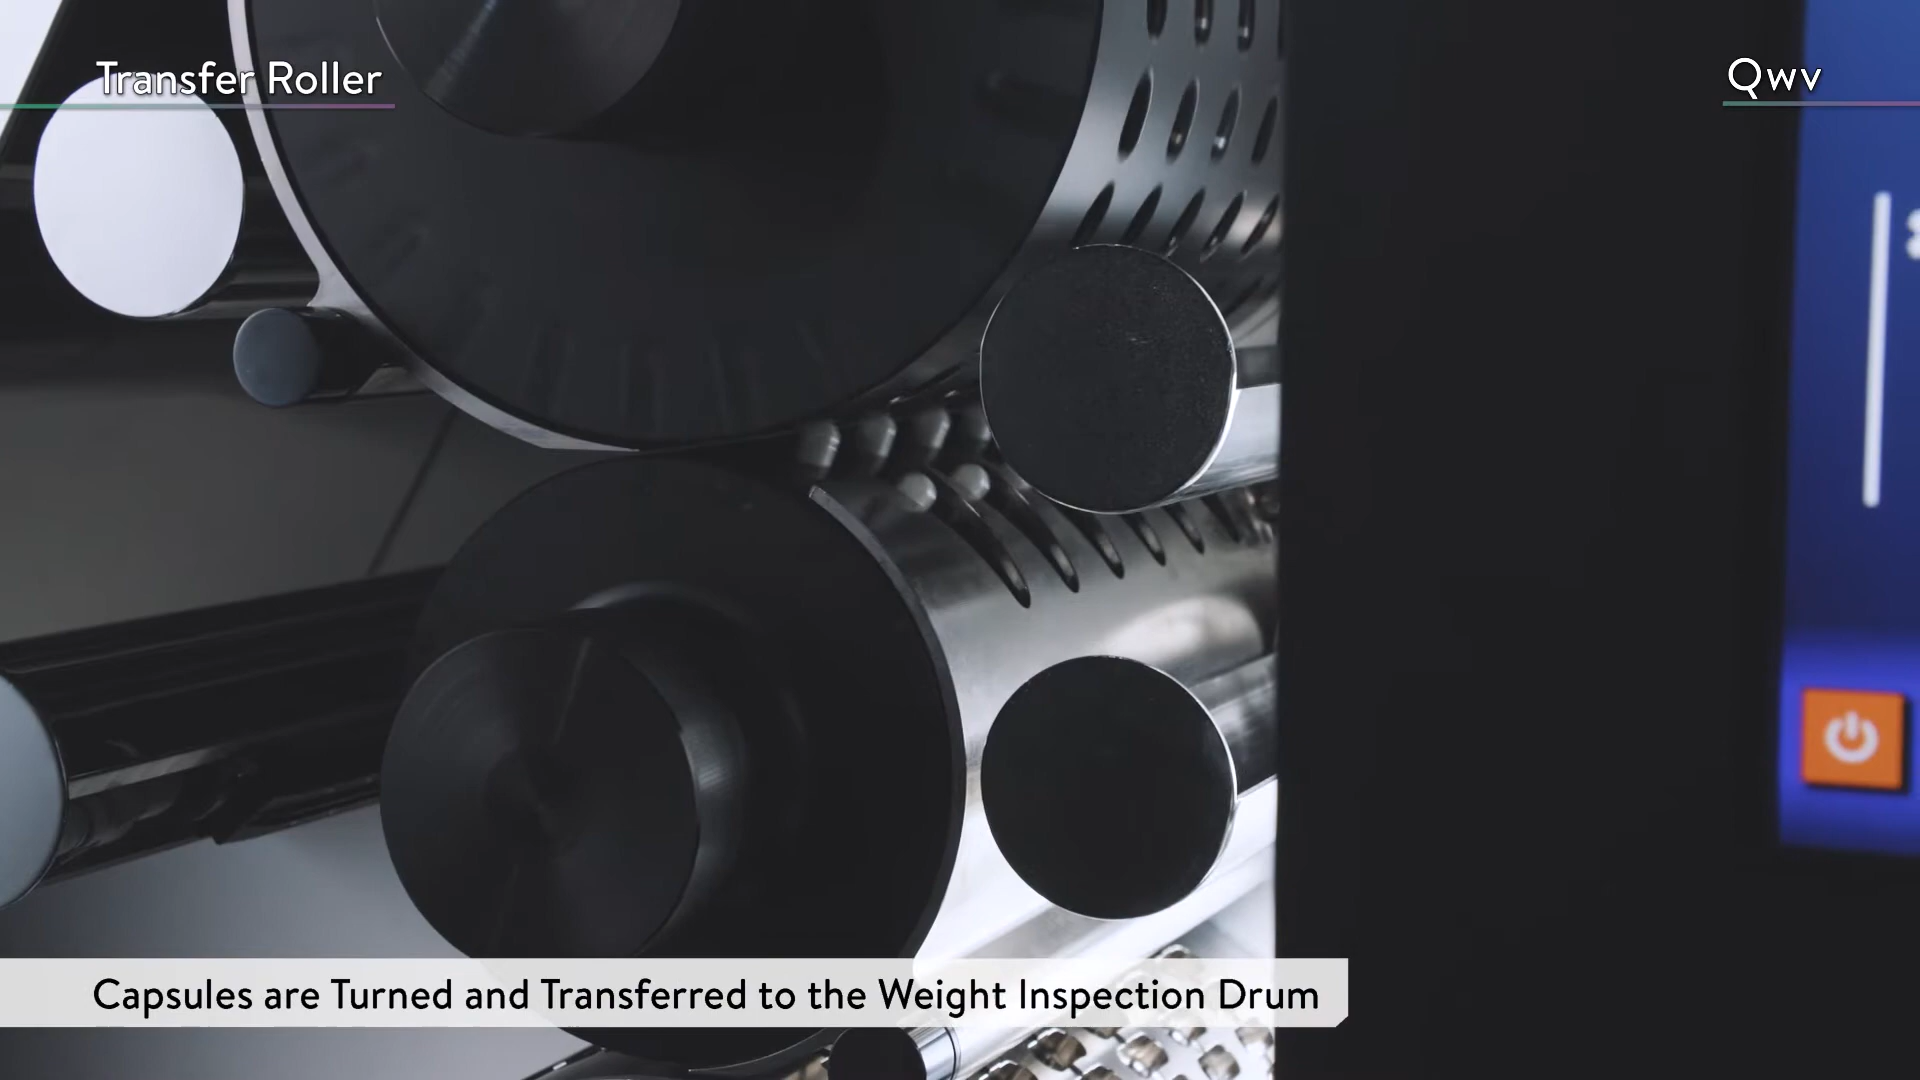 Transfer Roller
Qwv
Capsules are Turned and Transferred to the Weight Inspection Drum